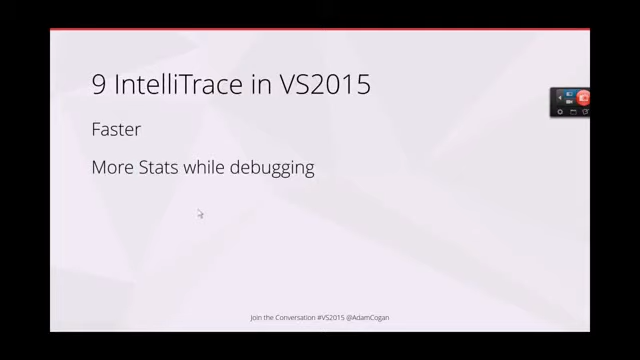 9 IntelliTrace in VS2015
Faster
More Stats while debugging
Join the Conversation #VS2015 @AdamCogan